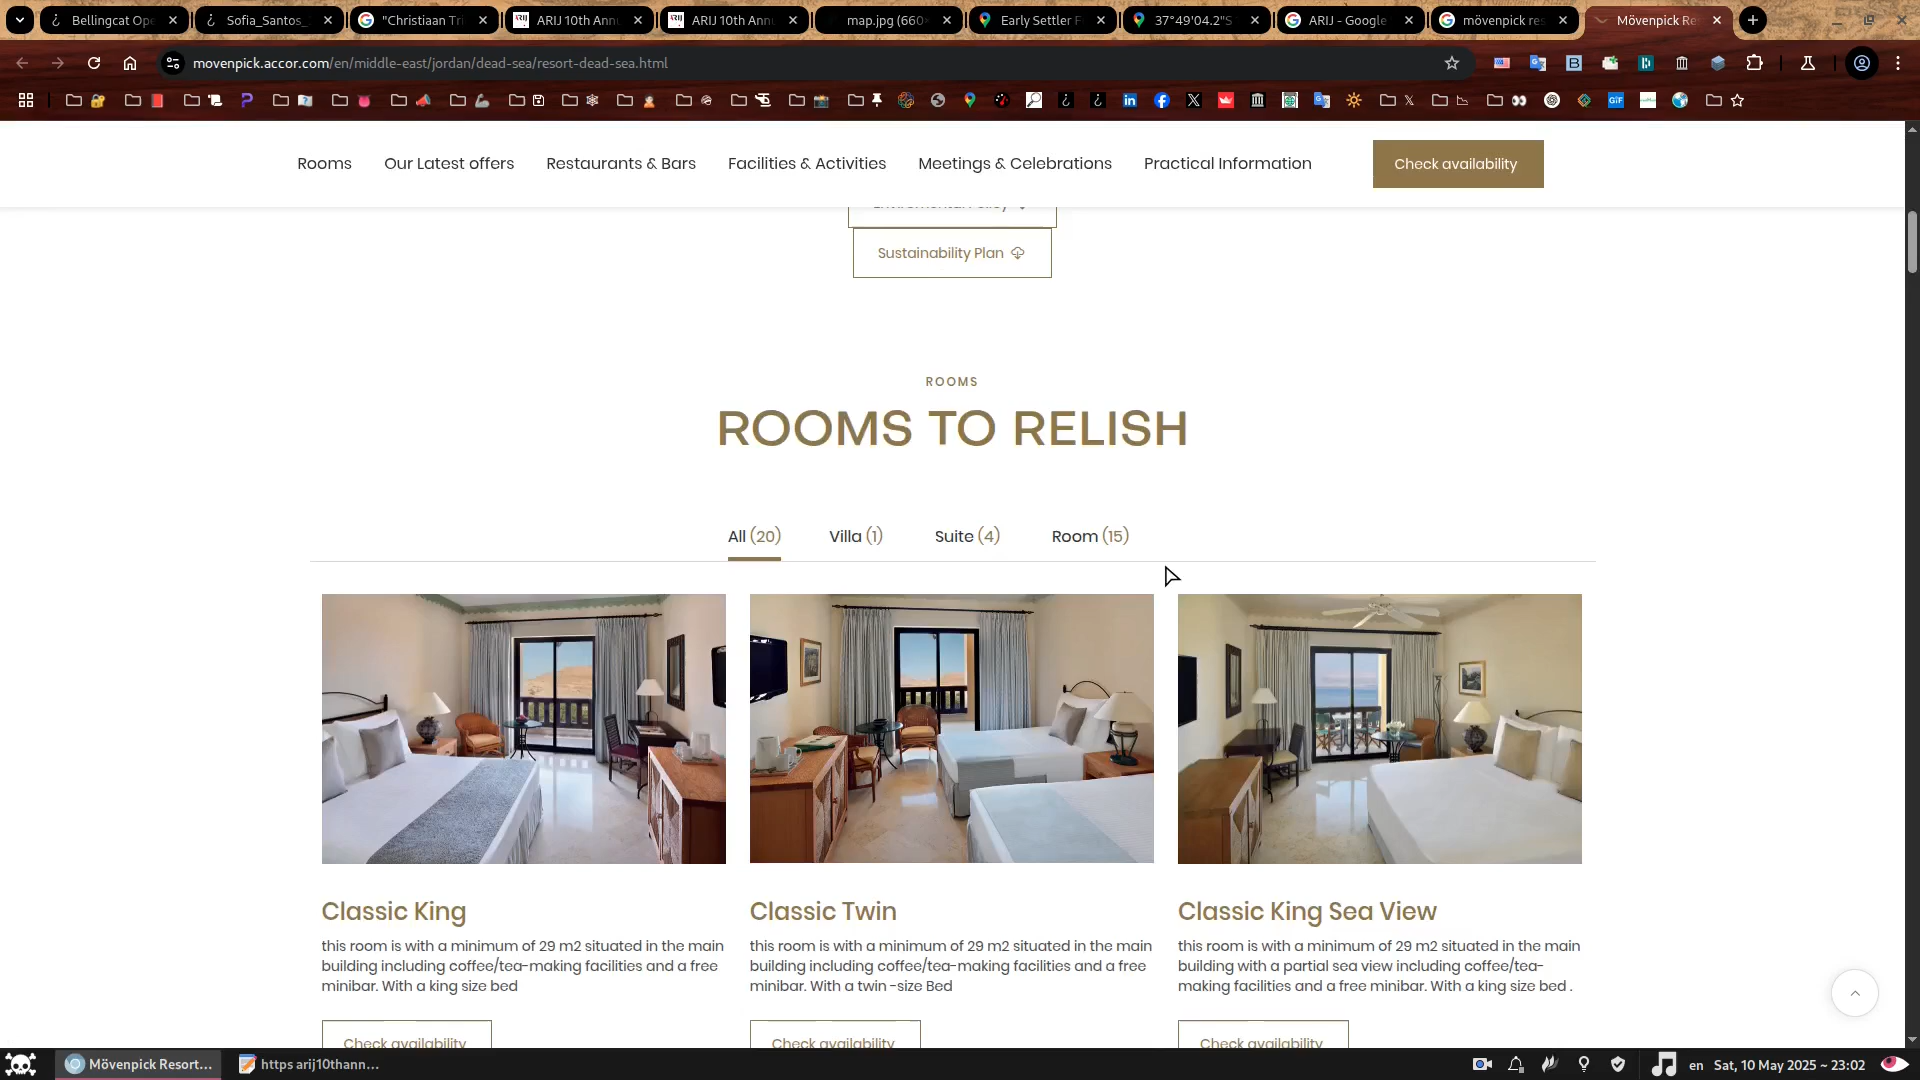 Bellingcat Ope
Sofia_Santos_
"Christiaan Tri
ARIJ 10th Ann
ARIJ 10th Ann
map.jpg (660
Early Settler F
37°49'04.2"S
ARIJ - Google
mövenpick res
Mövenpick Re
movenpick.accor.com/en/middle-east/jordan/dead-sea/resort-dead-sea.html
Rooms
Our Latest offers
Restaurants & Bars
Facilities & Activities
Meetings & Celebrations
Practical Information
Check availability
Sustainability Plan
ROOMS
ROOMS TO RELISH
All (20)
Villa (1)
Suite (4)
Room (15)
Classic King
this room is with a minimum of 29 m2 situated in the main
building including coffee/tea-making facilities and a free
minibar. With a king size bed
Check availability
Classic Twin
this room is with a minimum of 29 m2 situated in the main
building including coffee/tea-making facilities and a free
minibar. With a twin -size Bed
Check availability
Classic King Sea View
this room is with a minimum of 29 m2 situated in the main
building with a partial sea view including coffee/tea-
making facilities and a free minibar. With a king size bed .
Check availability
Mövenpick Resort...
https arij10thann...
en
Sat, 10 May 2025 ~ 23:02